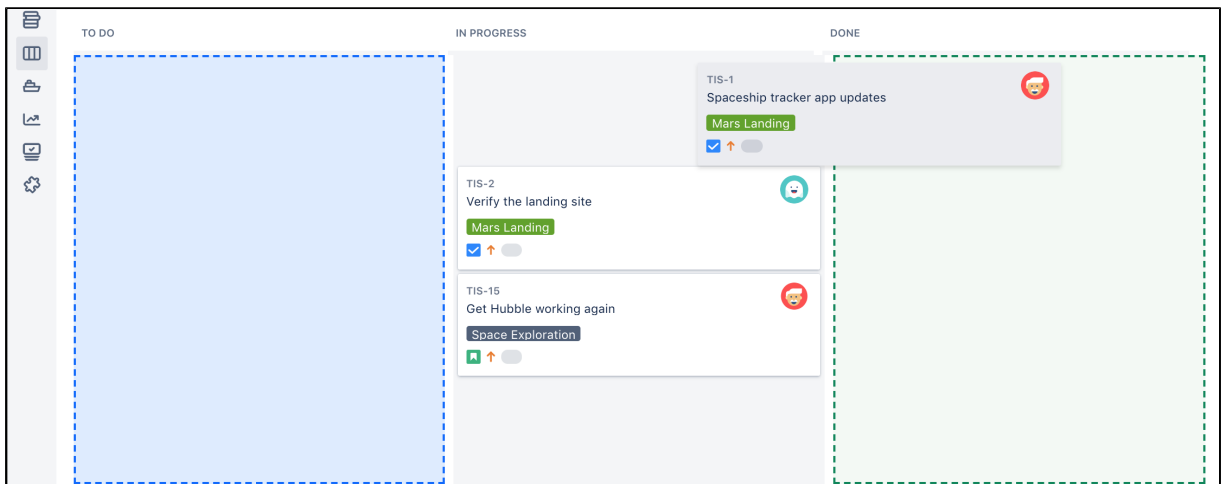 TO DO
IN PROGRESS
DONE
TIS-1
Spaceship tracker app updates
Mars Landing
TIS-2
Verify the landing site
Mars Landing
TIS-15
Get Hubble working again
Space Exploration